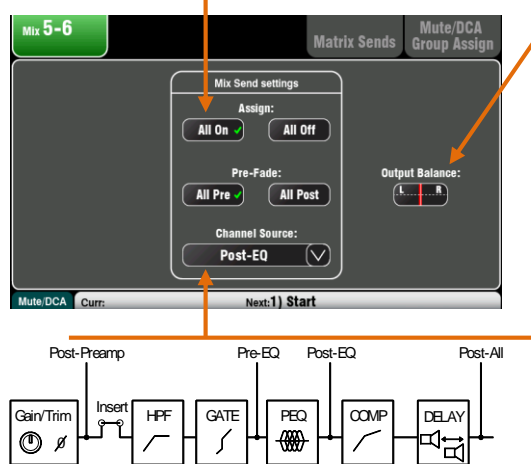 Mix 5-6
Matrix Sends
Mute/DCA
Group Assign
Mix Send settings
Assign:
All On
All Off
Pre-Fade:
All Pre
All Post
Output Balance:
L R
Channel Source:
Post-EQ
Mute/DCA
Curr:
Next:1) Start
Post-Preamp
Pre-EQ
Post-EQ
Post-All
Gain/Trim
Insert
HPF
GATE
PEQ
COMP
DELAY